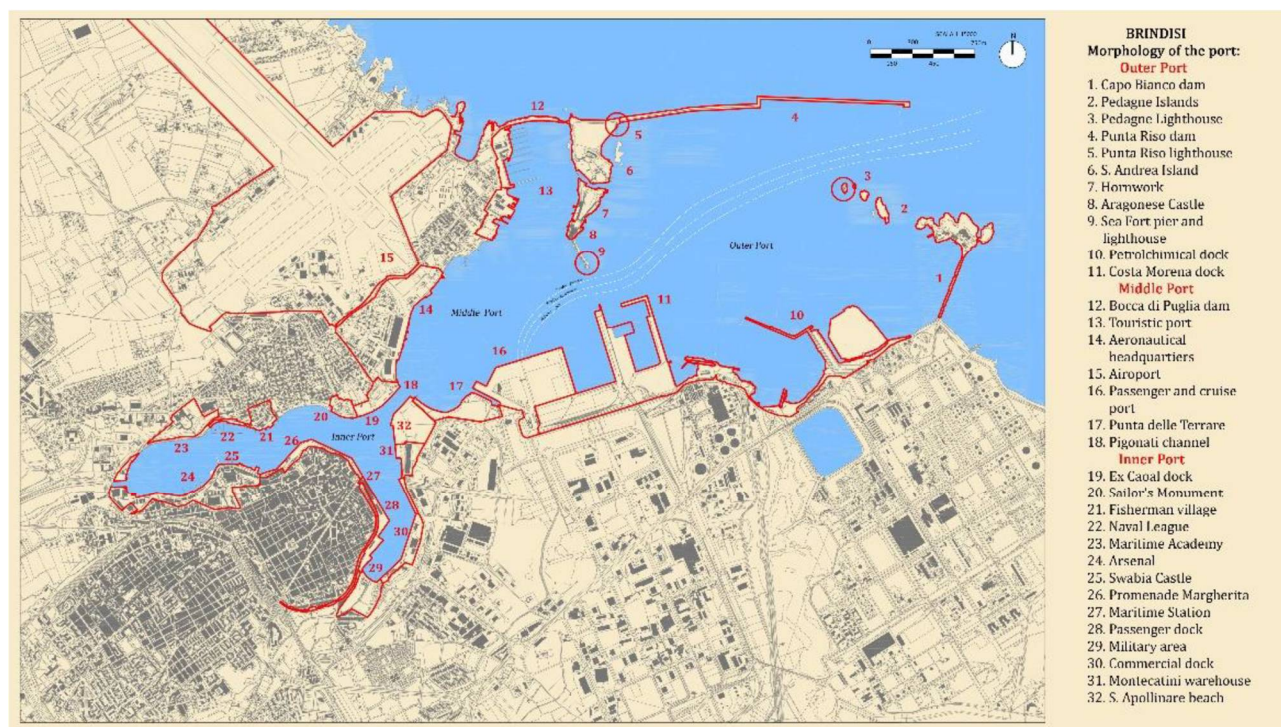 SCALA 1:15000
N
0
500
750m
250
12
4
5
6
3
13
7
2
8
9
Outer Port
15
1
11
14
Middle Port
10
16
18
17
20
19
32
22
21
Inner Port
23
26
31
25
24
27
28
30
29
BRINDISI
Morphology of the port:
Outer Port
1. Capo Bianco dam
2. Pedagne Islands
3. Pedagne Lighthouse
4. Punta Riso dam
5. Punta Riso lighthouse
6. S. Andrea Island
7. Hornwork
8. Aragonese Castle
9. Sea Fort pier and
lighthouse
10. Petrolchimical dock
11. Costa Morena dock
Middle Port
12. Bocca di Puglia dam
13. Touristic port
14. Aeronautical
headquartiers
15. Airoport
16. Passenger and cruise
port
17. Punta delle Terrare
18. Pigonati channel
Inner Port
19. Ex Caoal dock
20. Sailor's Monument
21. Fisherman village
22. Naval League
23. Maritime Academy
24. Arsenal
25. Swabia Castle
26. Promenade Margherita
27. Maritime Station
28. Passenger dock
29. Military area
30. Commercial dock
31. Montecatini warehouse
32. S. Apollinare beach